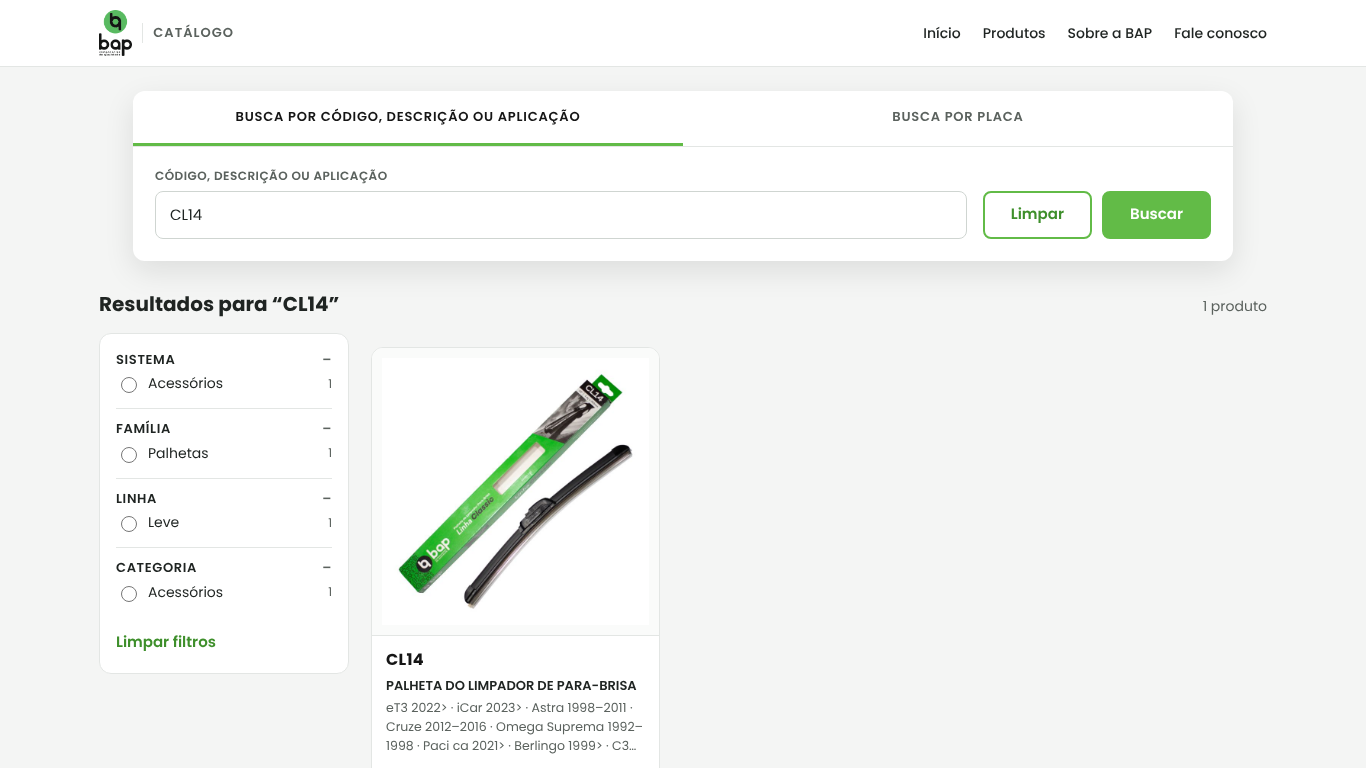 bap
CATÁLOGO
Início
Produtos
Sobre a BAP
Fale conosco
BUSCA POR CÓDIGO, DESCRIÇÃO OU APLICAÇÃO
BUSCA POR PLACA
CÓDIGO, DESCRIÇÃO OU APLICAÇÃO
CL14
Limpar
Buscar
Resultados para “CL14”
1 produto
SISTEMA –
Acessórios 1
FAMÍLIA –
Palhetas 1
LINHA –
Leve 1
CATEGORIA –
Acessórios 1
Limpar filtros
CL14
Linha Classic
bap
CL14
PALHETA DO LIMPADOR DE PARA-BRISA
eT3 2022> · iCar 2023> · Astra 1998–2011 ·
Cruze 2012–2016 · Omega Suprema 1992–
1998 · Paci ca 2021> · Berlingo 1999> · C3…